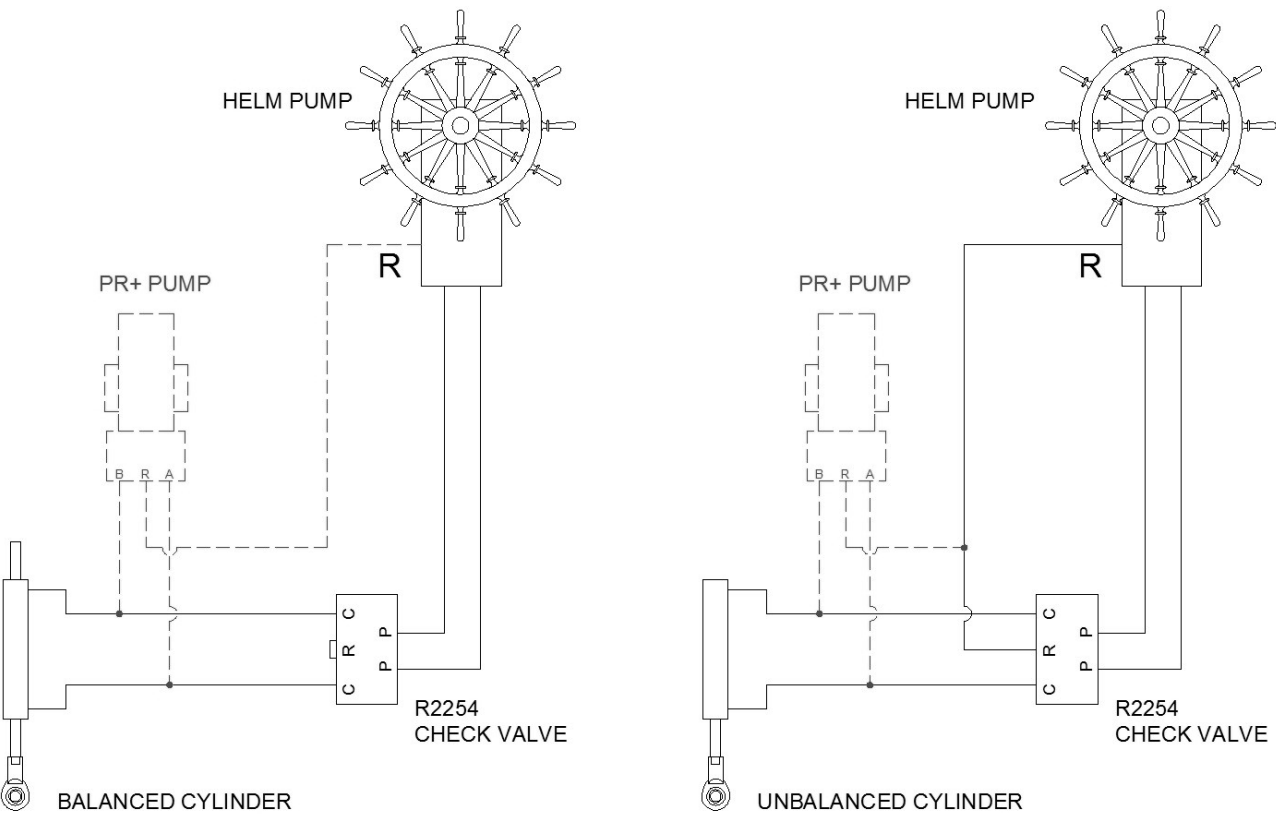 HELM PUMP
R
PR+ PUMP
B R A
C
P
R
P
C
R2254
CHECK VALVE
BALANCED CYLINDER
HELM PUMP
R
PR+ PUMP
B R A
C
P
R
P
C
R2254
CHECK VALVE
UNBALANCED CYLINDER